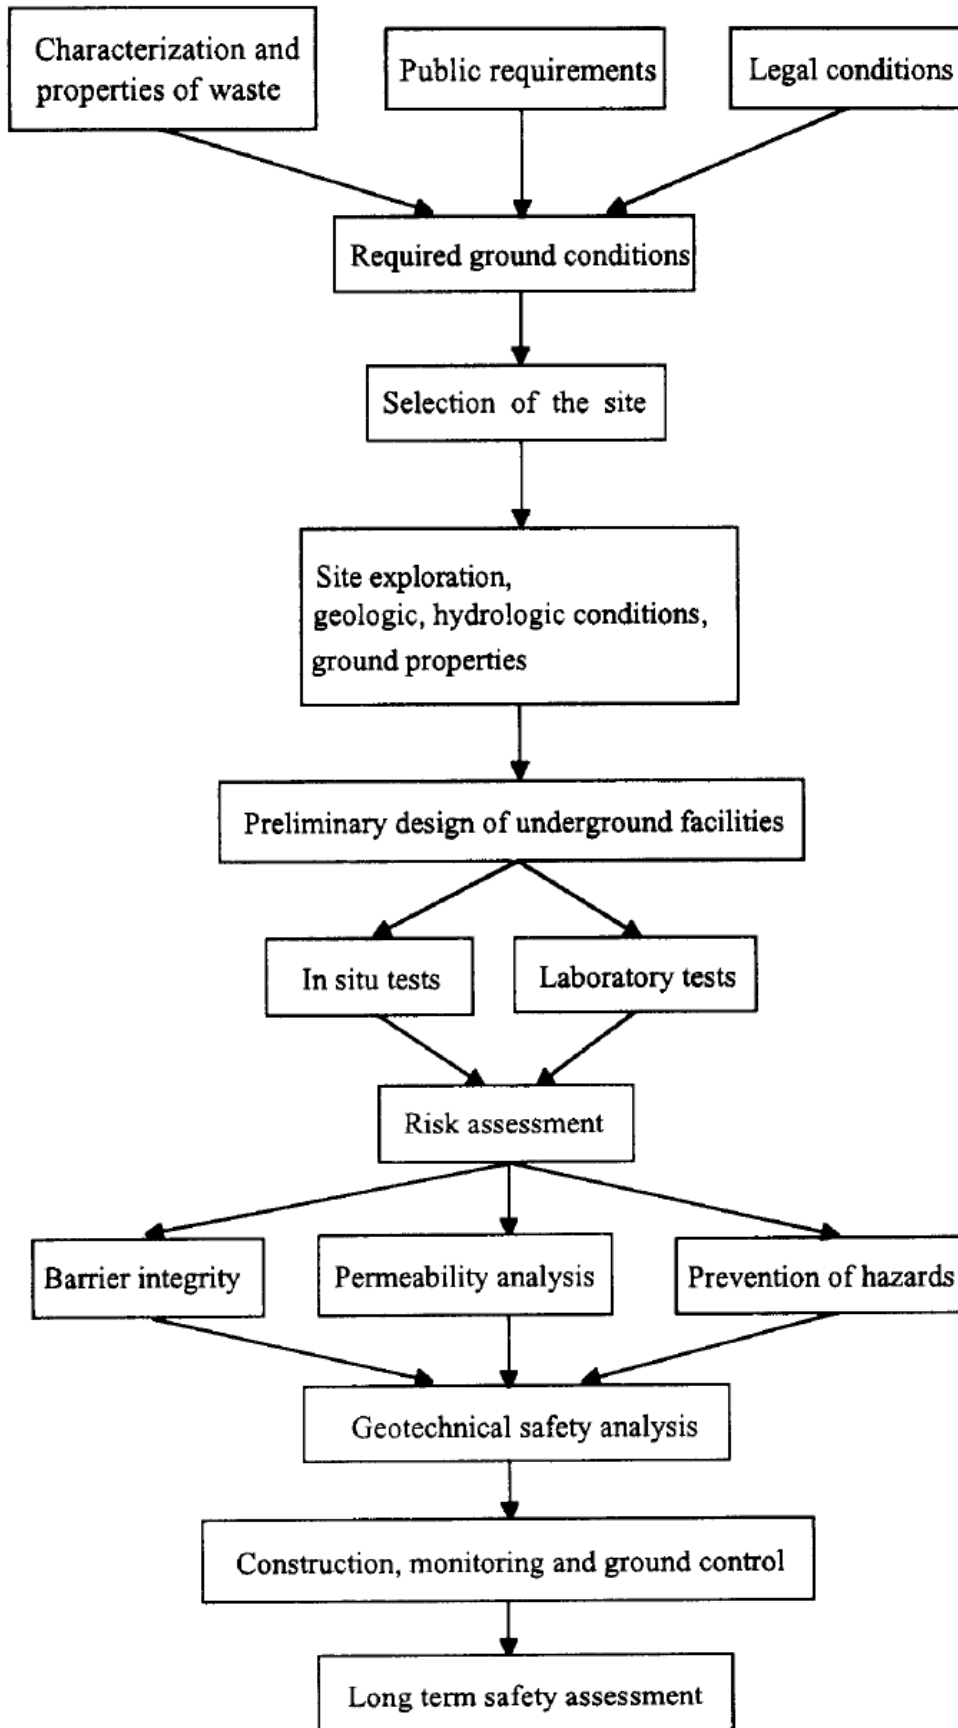 Characterization and
properties of waste
Public requirements
Legal conditions
Required ground conditions
Selection of the site
Site exploration,
geologic, hydrologic conditions,
ground properties
Preliminary design of underground facilities
In situ tests
Laboratory tests
Risk assessment
Barrier integrity
Permeability analysis
Prevention of hazards
Geotechnical safety analysis
Construction, monitoring and ground control
Long term safety assessment